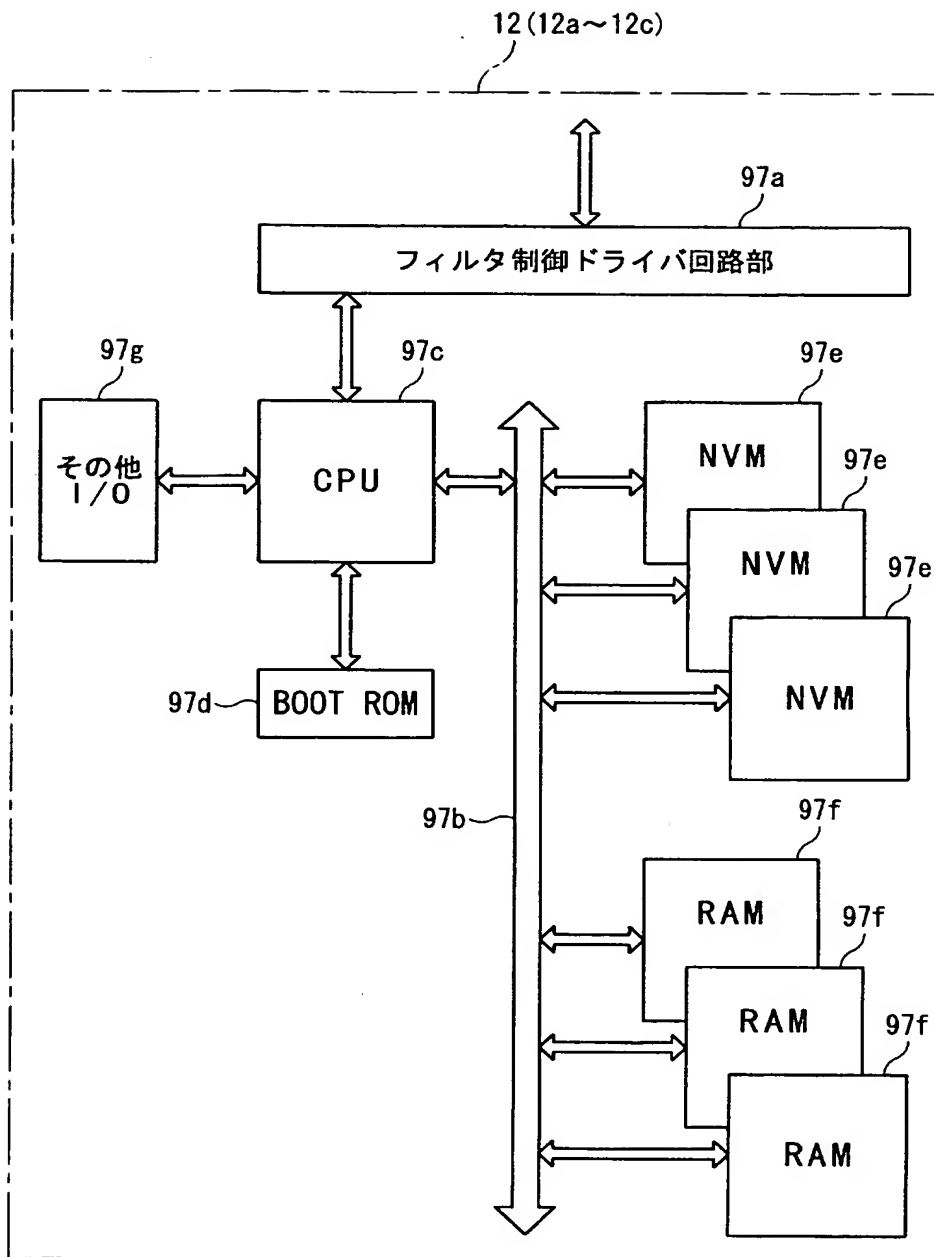 12(12a～12c)
97a
フィルタ制御ドライバ回路部
97g
97c
97e
その他
I/O
CPU
NVM
97e
NVM
97e
NVM
97d
BOOT ROM
97b
97f
RAM
97f
RAM
97f
RAM